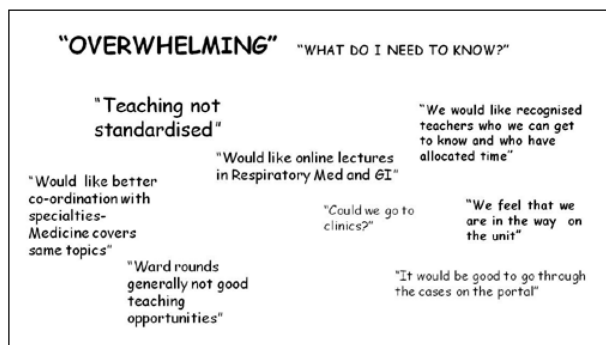 “OVERWHELMING”
“WHAT DO I NEED TO KNOW?”
“Teaching not
standardised”
“We would like recognised
teachers who we can get
to know and who have
allocated time”
“Would like online lectures
in Respiratory Med and GI”
“Would like better
co-ordination with
specialties-
Medicine covers
same topics”
“Could we go to
clinics?”
“We feel that we
are in the way on
the unit”
“Ward rounds
generally not good
teaching
opportunities”
“It would be good to go through
the cases on the portal”